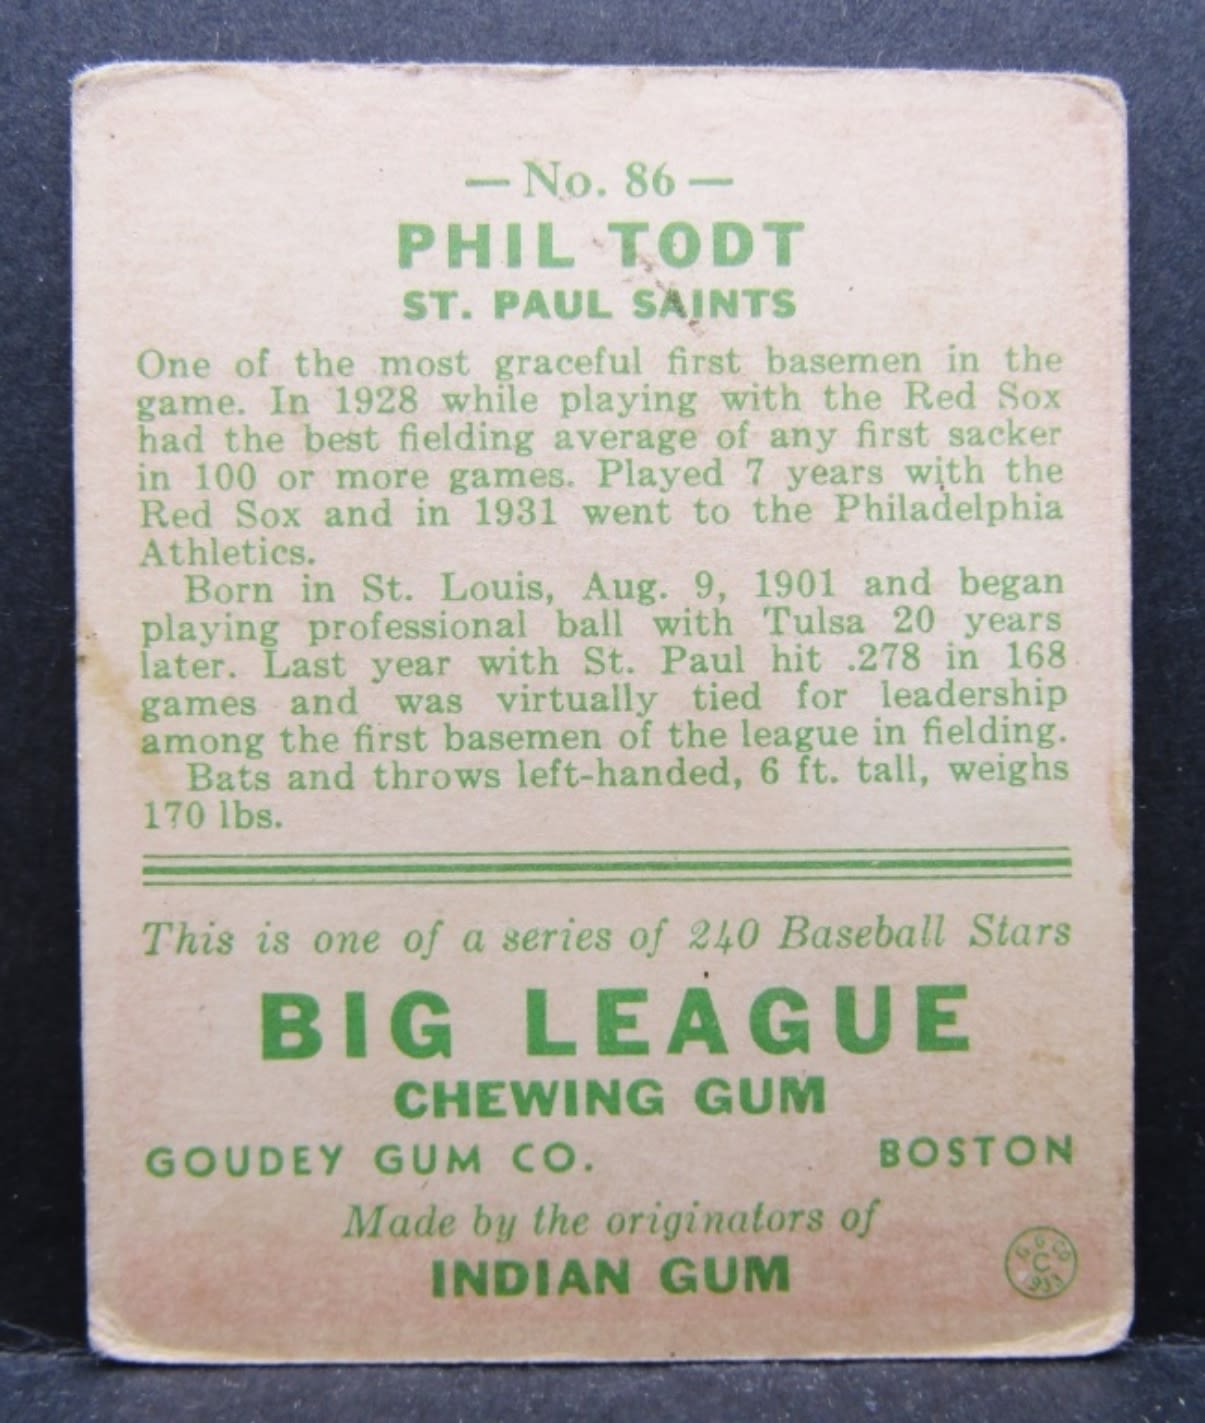 — No. 86 —
PHIL TODT
ST. PAUL SAINTS
One of the most graceful first basemen in the
game. In 1928 while playing with the Red Sox
had the best fielding average of any first sacker
in 100 or more games. Played 7 years with the
Red Sox and in 1931 went to the Philadelphia
Athletics.
Born in St. Louis, Aug. 9, 1901 and began
playing professional ball with Tulsa 20 years
later. Last year with St. Paul hit .278 in 168
games and was virtually tied for leadership
among the first basemen of the league in fielding.
Bats and throws left-handed, 6 ft. tall, weighs
170 lbs.
This is one of a series of 240 Baseball Stars
BIG LEAGUE
CHEWING GUM
GOUDEY GUM CO. BOSTON
Made by the originators of
INDIAN GUM
G. G. CO
C
1933